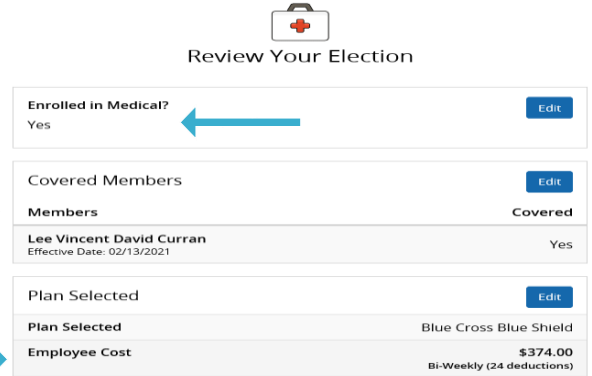 Review Your Election
Enrolled in Medical?
Edit
Yes
Covered Members
Edit
Members Covered
Lee Vincent David Curran
Effective Date: 02/13/2021
Yes
Plan Selected
Edit
Plan Selected Blue Cross Blue Shield
Employee Cost $374.00
Bi-Weekly (24 deductions)